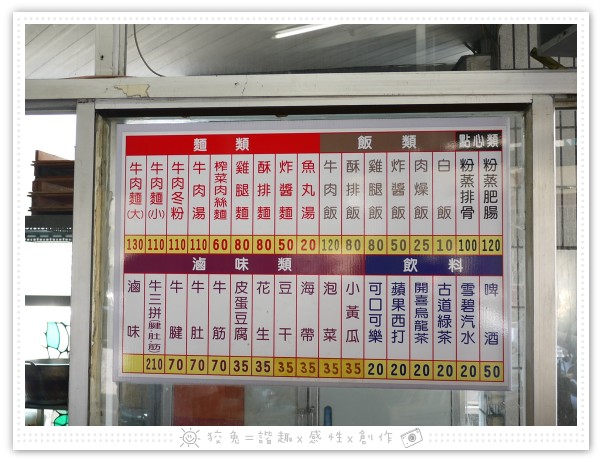 麵類 飯類 點心類
牛肉麵(大) 130
牛肉麵(小) 110
牛肉冬粉 110
牛肉湯 110
榨菜肉絲麵 60
雞腿麵 80
酥排麵 80
炸醬麵 50
魚丸湯 20
牛肉飯 120
酥排飯 80
雞腿飯 80
炸醬飯 50
肉燥飯 25
白飯 10
粉蒸排骨 100
粉蒸肥腸 120
滷味類 飲料
滷味
牛三拼腱肚筋 210
牛腱 70
牛肚 70
牛筋 70
皮蛋豆腐 35
花生 35
豆干 35
海帶 35
泡菜 35
小黃瓜 35
可口可樂 20
蘋果西打 20
開喜烏龍茶 20
古道綠茶 20
雪碧汽水 20
啤酒 50
狡兔=諧趣x感性x創作